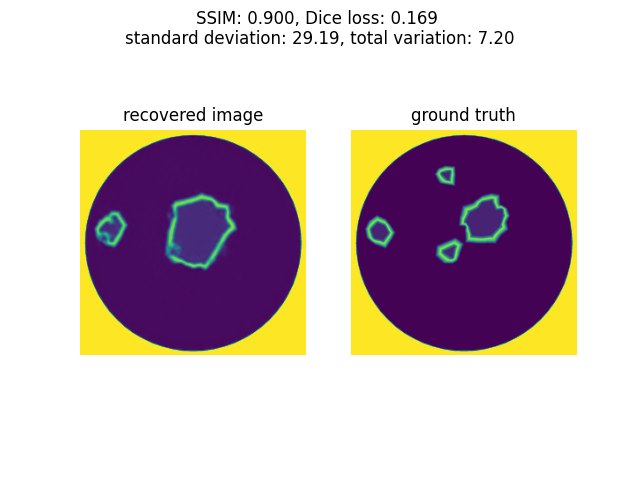 SSIM: 0.900, Dice loss: 0.169
standard deviation: 29.19, total variation: 7.20
recovered image
ground truth